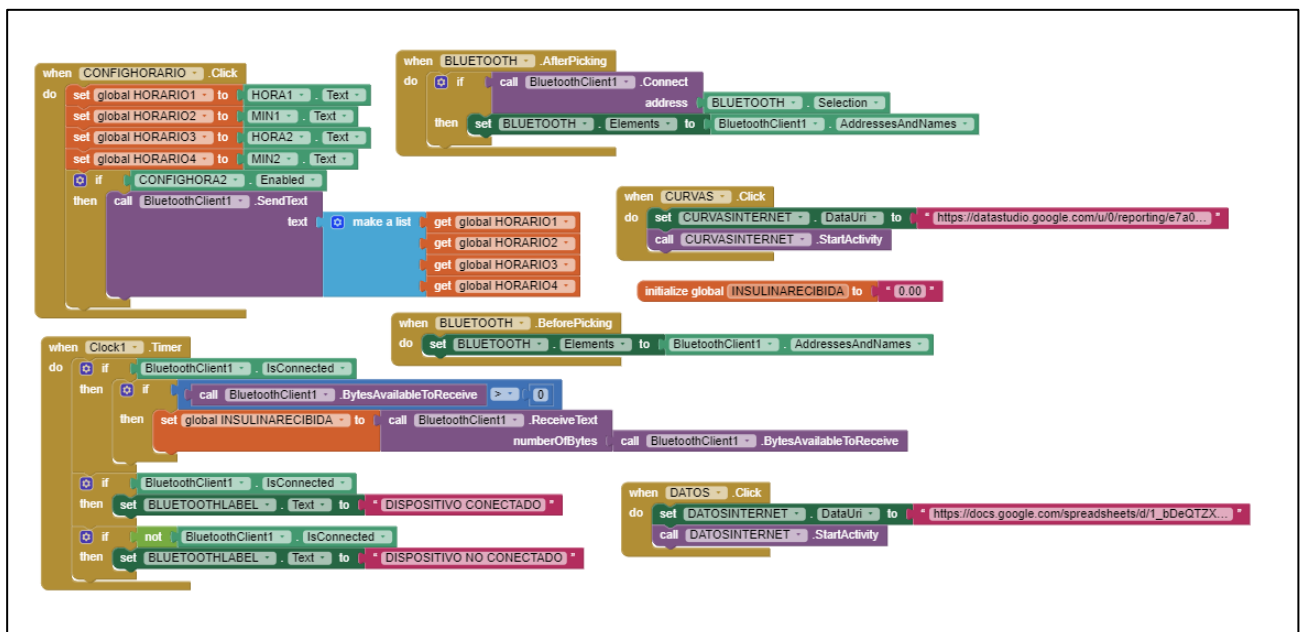 when CONFIGHORARIO .Click
do set global HORARIO1 to HORA1 . Text
set global HORARIO2 to MIN1 . Text
set global HORARIO3 to HORA2 . Text
set global HORARIO4 to MIN2 . Text
if CONFIGHORA2 . Enabled
then call BluetoothClient1 .SendText
text make a list get global HORARIO1
get global HORARIO2
get global HORARIO3
get global HORARIO4
when BLUETOOTH .AfterPicking
do if call BluetoothClient1 .Connect
address BLUETOOTH . Selection
then set BLUETOOTH . Elements to BluetoothClient1 . AddressesAndNames
when CURVAS .Click
do set CURVASINTERNET . DataUri to " https://datastudio.google.com/u/0/reporting/e7a0... "
call CURVASINTERNET .StartActivity
initialize global INSULINARECIBIDA to " 0.00 "
when BLUETOOTH .BeforePicking
do set BLUETOOTH . Elements to BluetoothClient1 . AddressesAndNames
when Clock1 .Timer
do if BluetoothClient1 . IsConnected
then if call BluetoothClient1 .BytesAvailableToReceive > 0
then set global INSULINARECIBIDA to call BluetoothClient1 .ReceiveText
numberOfBytes call BluetoothClient1 .BytesAvailableToReceive
if BluetoothClient1 . IsConnected
then set BLUETOOTHLABEL . Text to " DISPOSITIVO CONECTADO "
if not BluetoothClient1 . IsConnected
then set BLUETOOTHLABEL . Text to " DISPOSITIVO NO CONECTADO "
when DATOS .Click
do set DATOSINTERNET . DataUri to " https://docs.google.com/spreadsheets/d/1_bDeQTZX... "
call DATOSINTERNET .StartActivity